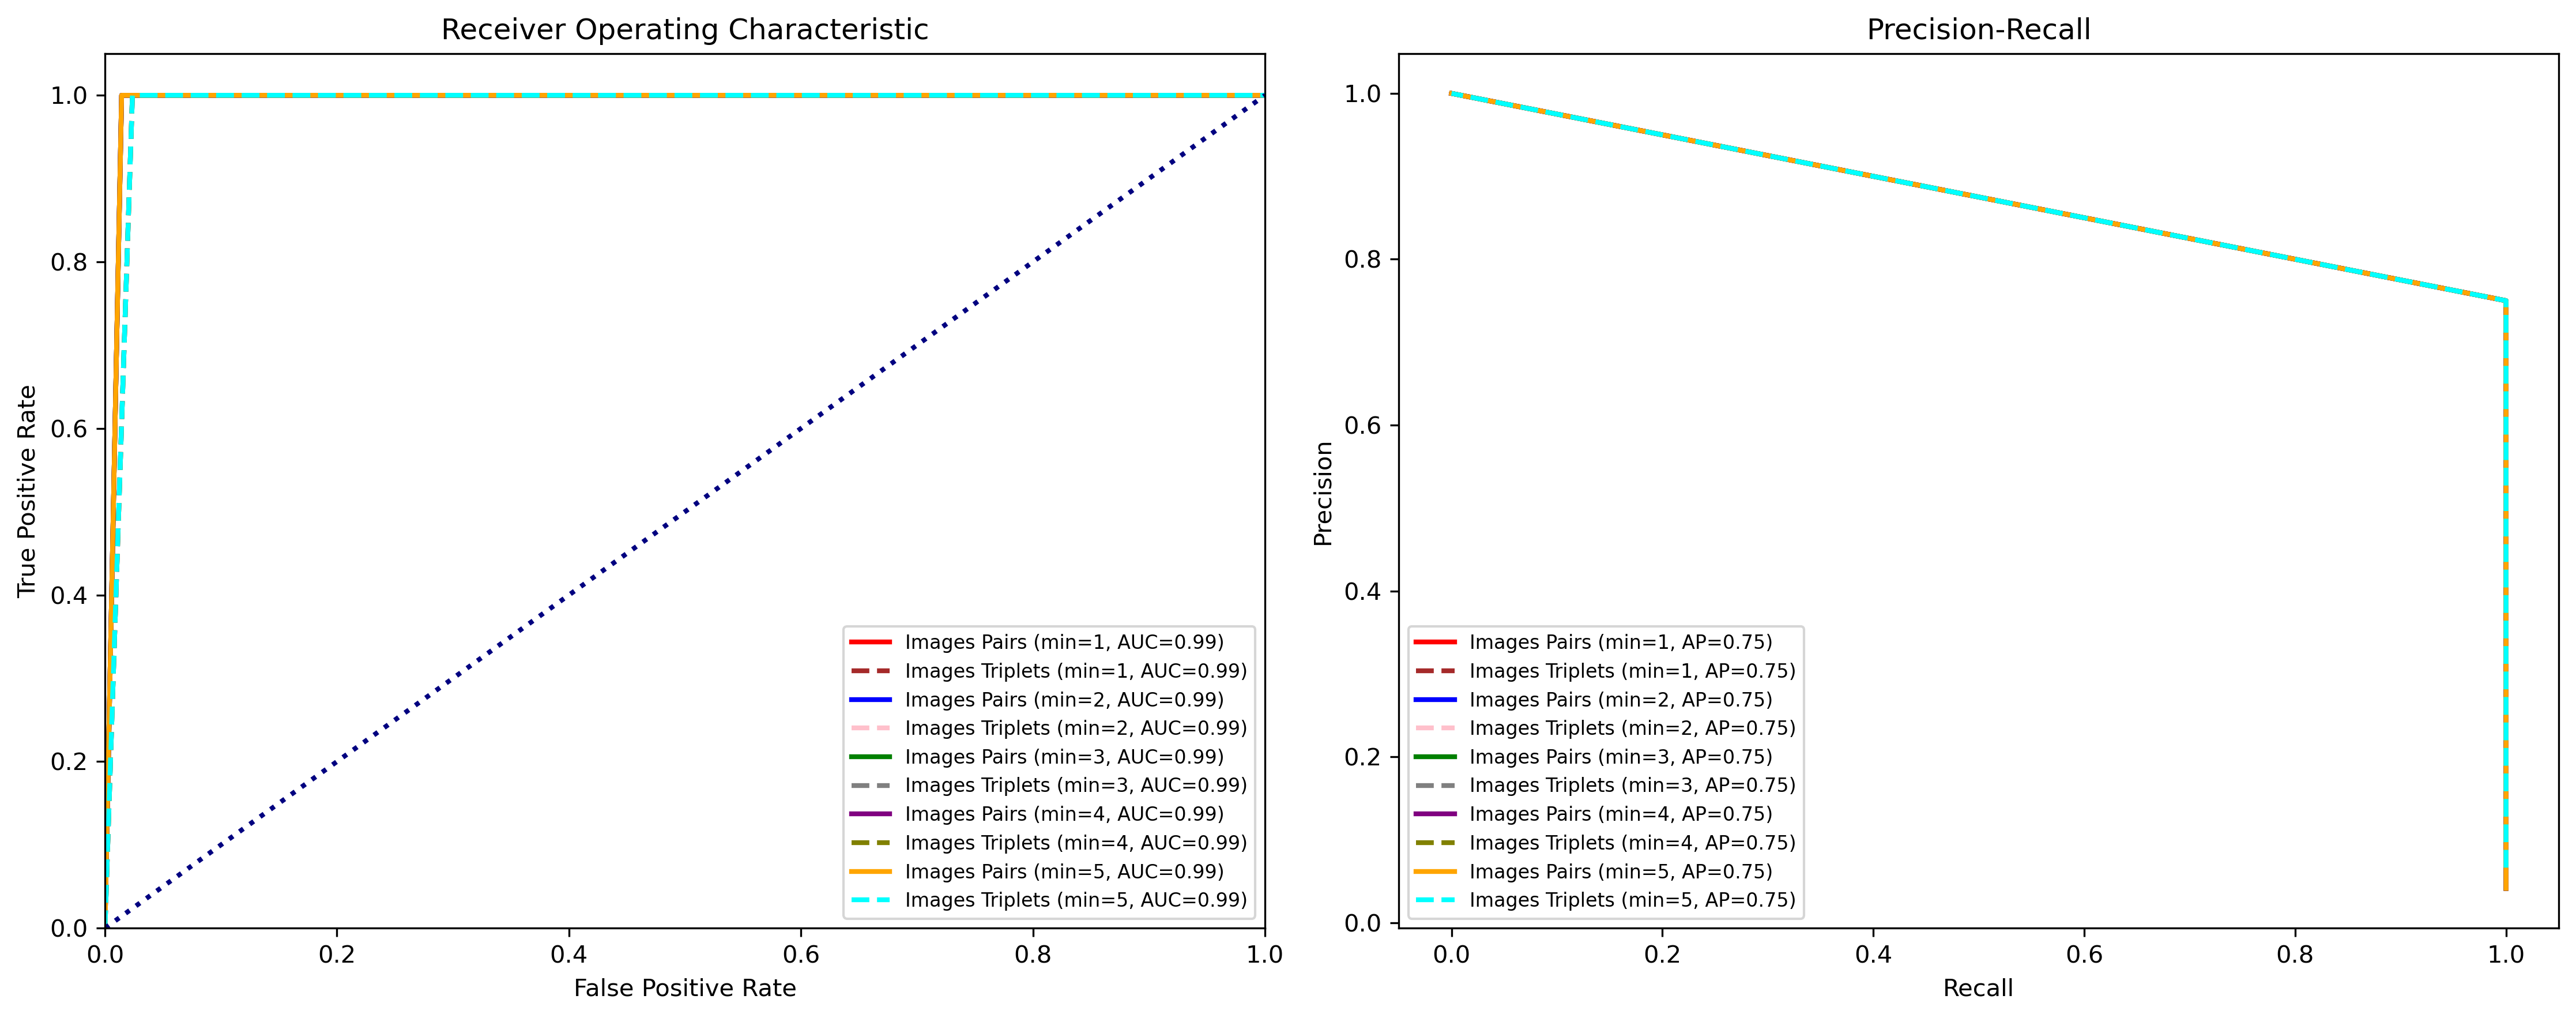 Receiver Operating Characteristic
1.0
0.8
0.6
0.4
0.2
0.0
True Positive Rate
Images Pairs (min=1, AUC=0.99)
Images Triplets (min=1, AUC=0.99)
Images Pairs (min=2, AUC=0.99)
Images Triplets (min=2, AUC=0.99)
Images Pairs (min=3, AUC=0.99)
Images Triplets (min=3, AUC=0.99)
Images Pairs (min=4, AUC=0.99)
Images Triplets (min=4, AUC=0.99)
Images Pairs (min=5, AUC=0.99)
Images Triplets (min=5, AUC=0.99)
0.0 0.2 0.4 0.6 0.8 1.0
False Positive Rate
Precision-Recall
1.0
0.8
0.6
0.4
0.2
0.0
Precision
Images Pairs (min=1, AP=0.75)
Images Triplets (min=1, AP=0.75)
Images Pairs (min=2, AP=0.75)
Images Triplets (min=2, AP=0.75)
Images Pairs (min=3, AP=0.75)
Images Triplets (min=3, AP=0.75)
Images Pairs (min=4, AP=0.75)
Images Triplets (min=4, AP=0.75)
Images Pairs (min=5, AP=0.75)
Images Triplets (min=5, AP=0.75)
0.0 0.2 0.4 0.6 0.8 1.0
Recall